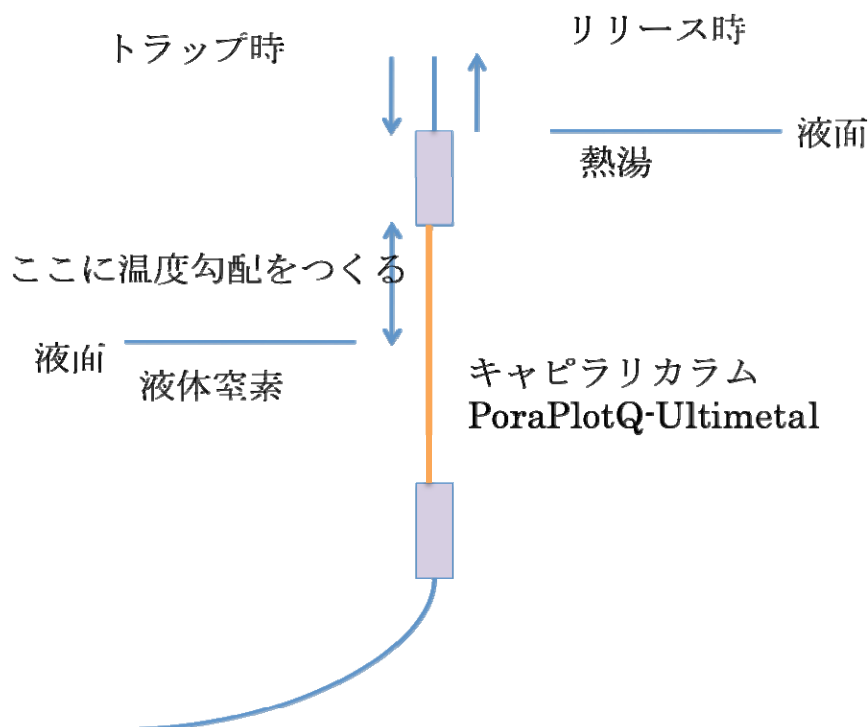 トラップ時
リリース時
液面
熱湯
ここに温度勾配をつくる
液面
液体窒素
キャピラリカラム
PoraPlotQ-Ultimetal